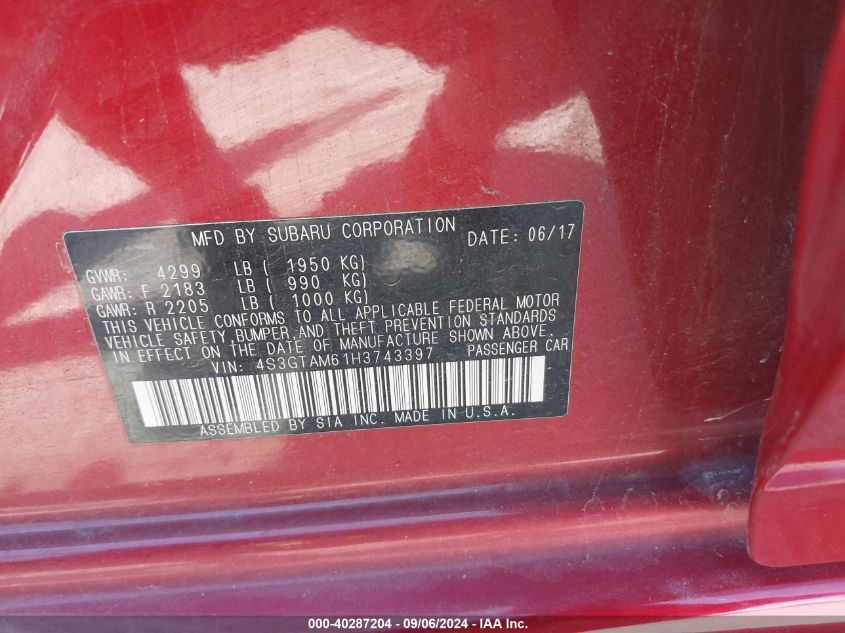 MFD BY SUBARU CORPORATION DATE: 06/17
GVWR: 4299 LB ( 1950 KG)
GAWR: F 2183 LB ( 990 KG)
GAWR: R 2205 LB ( 1000 KG)
THIS VEHICLE CONFORMS TO ALL APPLICABLE FEDERAL MOTOR
VEHICLE SAFETY,BUMPER,AND THEFT PREVENTION STANDARDS
IN EFFECT ON THE DATE OF MANUFACTURE SHOWN ABOVE.
VIN: 4S3GTAM61H3743397 PASSENGER CAR
ASSEMBLED BY SIA INC. MADE IN U.S.A.
000-40287204 - 09/06/2024 - IAA Inc.